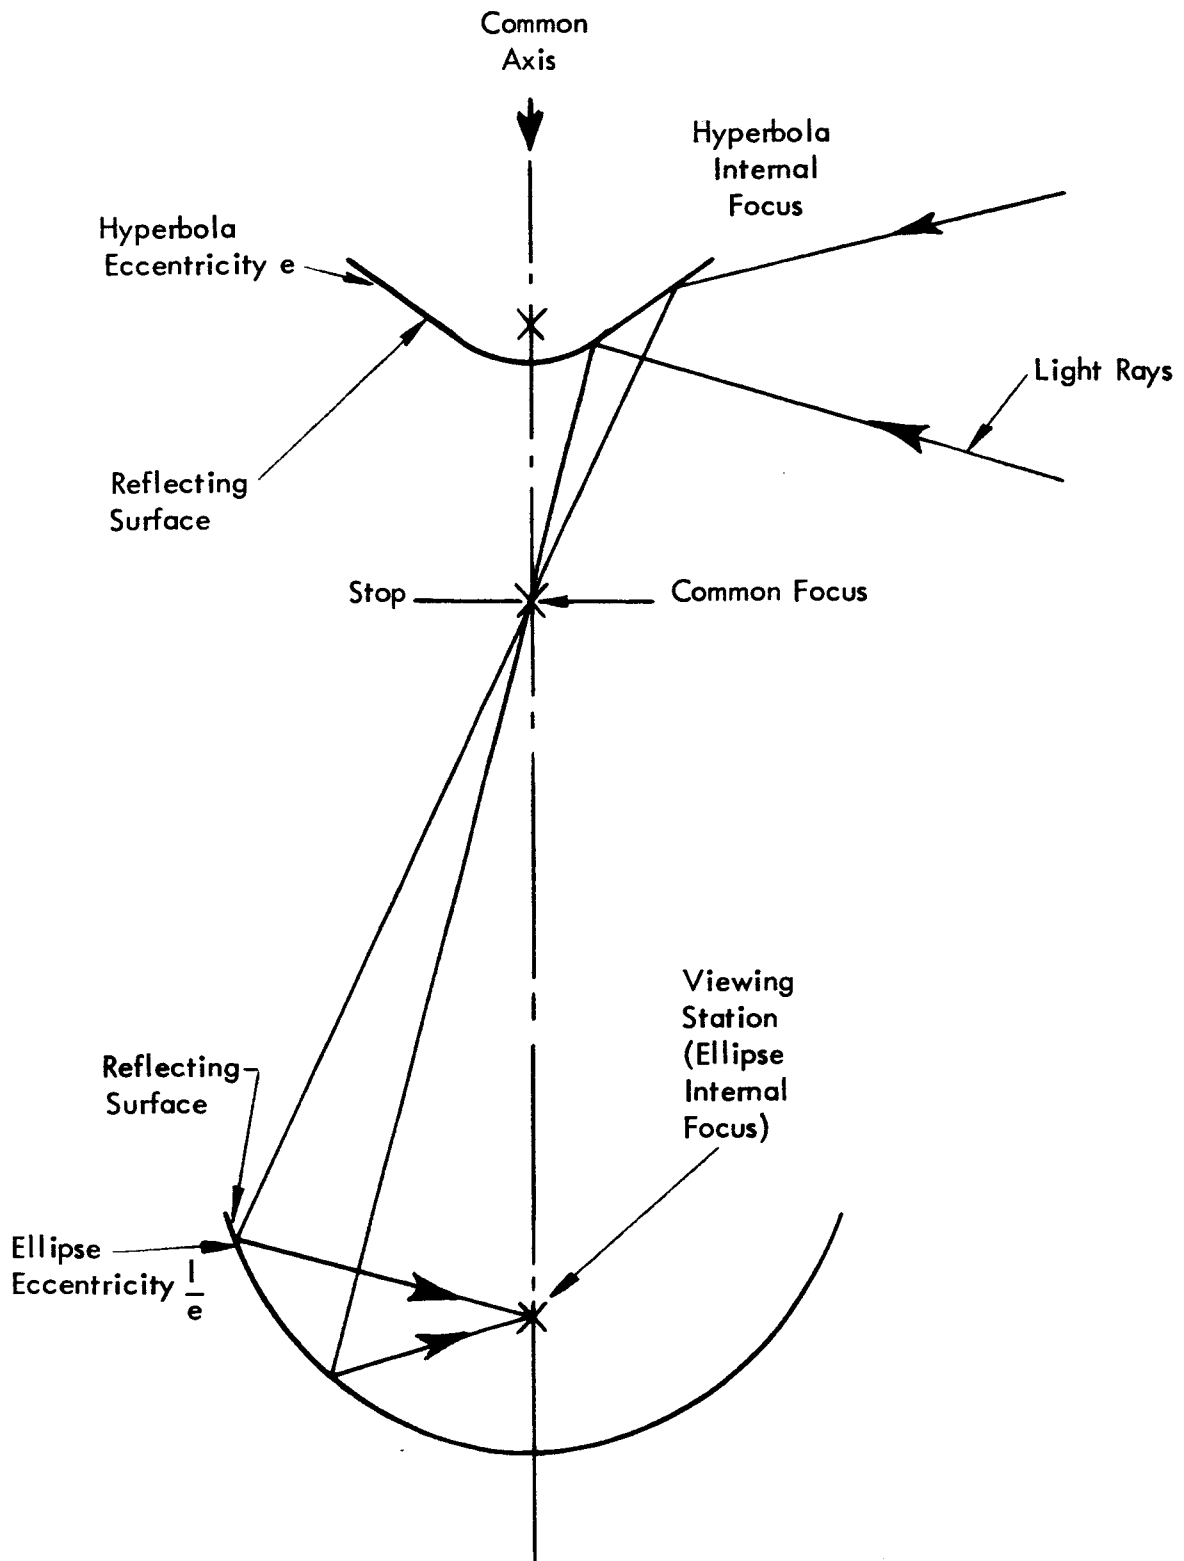 Common
Axis
Hyperbola
Internal
Focus
Hyperbola
Eccentricity e
Light Rays
Reflecting
Surface
Stop
Common Focus
Viewing
Station
(Ellipse
Internal
Focus)
Reflecting
Surface
Ellipse
Eccentricity 1/e